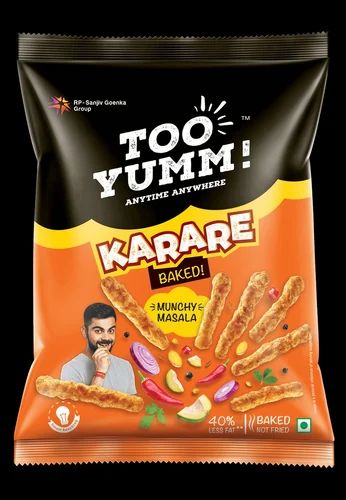 RP-Sanjiv Goenka
Group
TOO
YUMM!
TM
ANYTIME ANYWHERE
KARARE
BAKED!
MUNCHY
MASALA
40%
LESS FAT**
BAKED
NOT FRIED